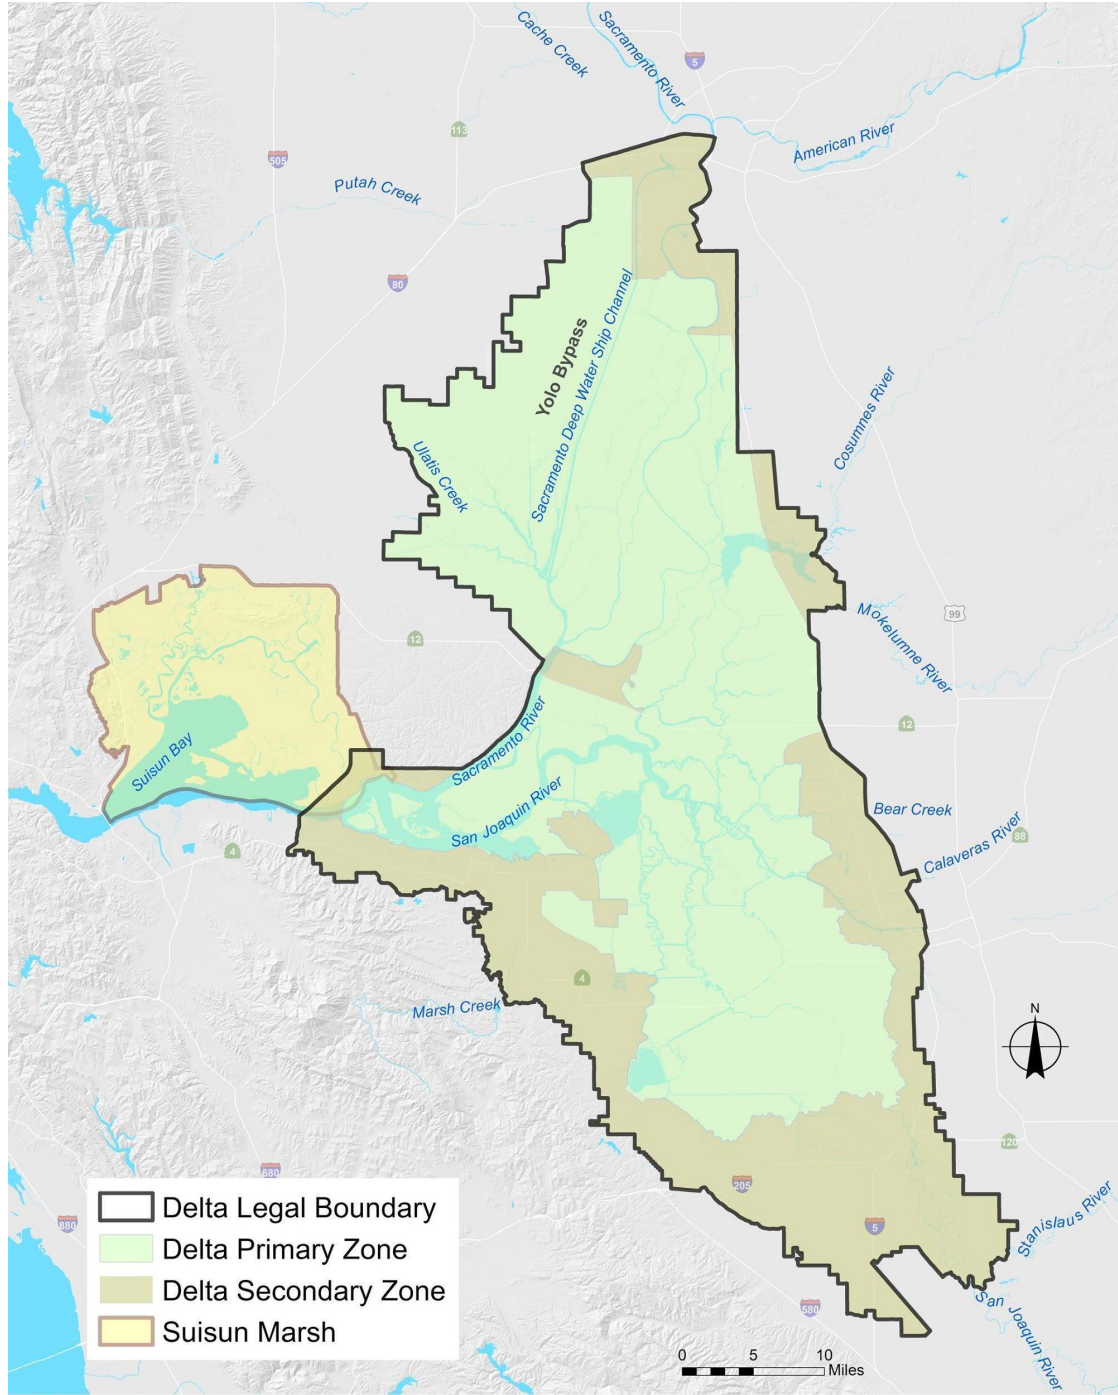 Cache Creek
Sacramento River
5
113
American River
505
Putah Creek
80
Sacramento Deep Water Ship Channel
Yolo Bypass
Cosumnes River
Ulatis Creek
99
12
Mokelumne River
12
Suisun Bay
Sacramento River
San Joaquin River
Bear Creek
88
Calaveras River
4
4
Marsh Creek
N
120
680
205
880
5
Stanislaus River
580
San Joaquin River
Delta Legal Boundary
Delta Primary Zone
Delta Secondary Zone
Suisun Marsh
0 5 10
Miles